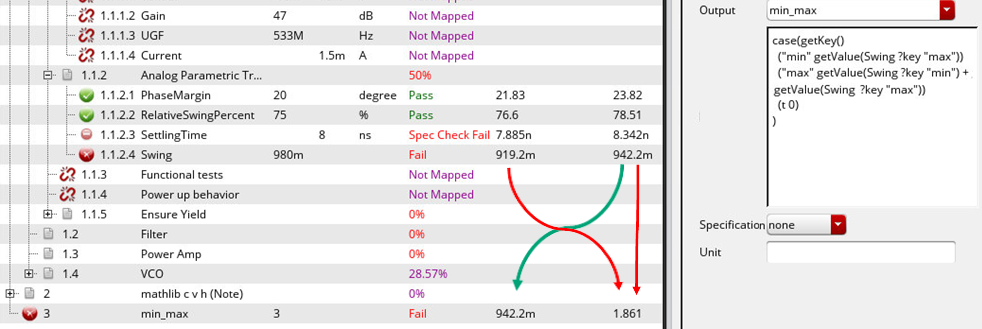 1.1.1.2 Gain 47 dB Not Mapped
1.1.1.3 UGF 533M Hz Not Mapped
1.1.1.4 Current 1.5m A Not Mapped
1.1.2 Analog Parametric Tr... 50%
1.1.2.1 PhaseMargin 20 degree Pass 21.83 23.82
1.1.2.2 RelativeSwingPercent 75 % Pass 76.6 78.51
1.1.2.3 SettlingTime 8 ns Spec Check Fail 7.885n 8.342n
1.1.2.4 Swing 980m Fail 919.2m 942.2m
1.1.3 Functional tests Not Mapped
1.1.4 Power up behavior Not Mapped
1.1.5 Ensure Yield 0%
1.2 Filter 0%
1.3 Power Amp 0%
1.4 VCO 28.57%
2 mathlib c v h (Note) 0%
3 min_max 3 Fail 942.2m 1.861
Output min_max
case(getKey()
("min" getValue(Swing ?key "max"))
("max" getValue(Swing ?key "min") +
getValue(Swing ?key "max"))
(t 0)
)
Specification none
Unit